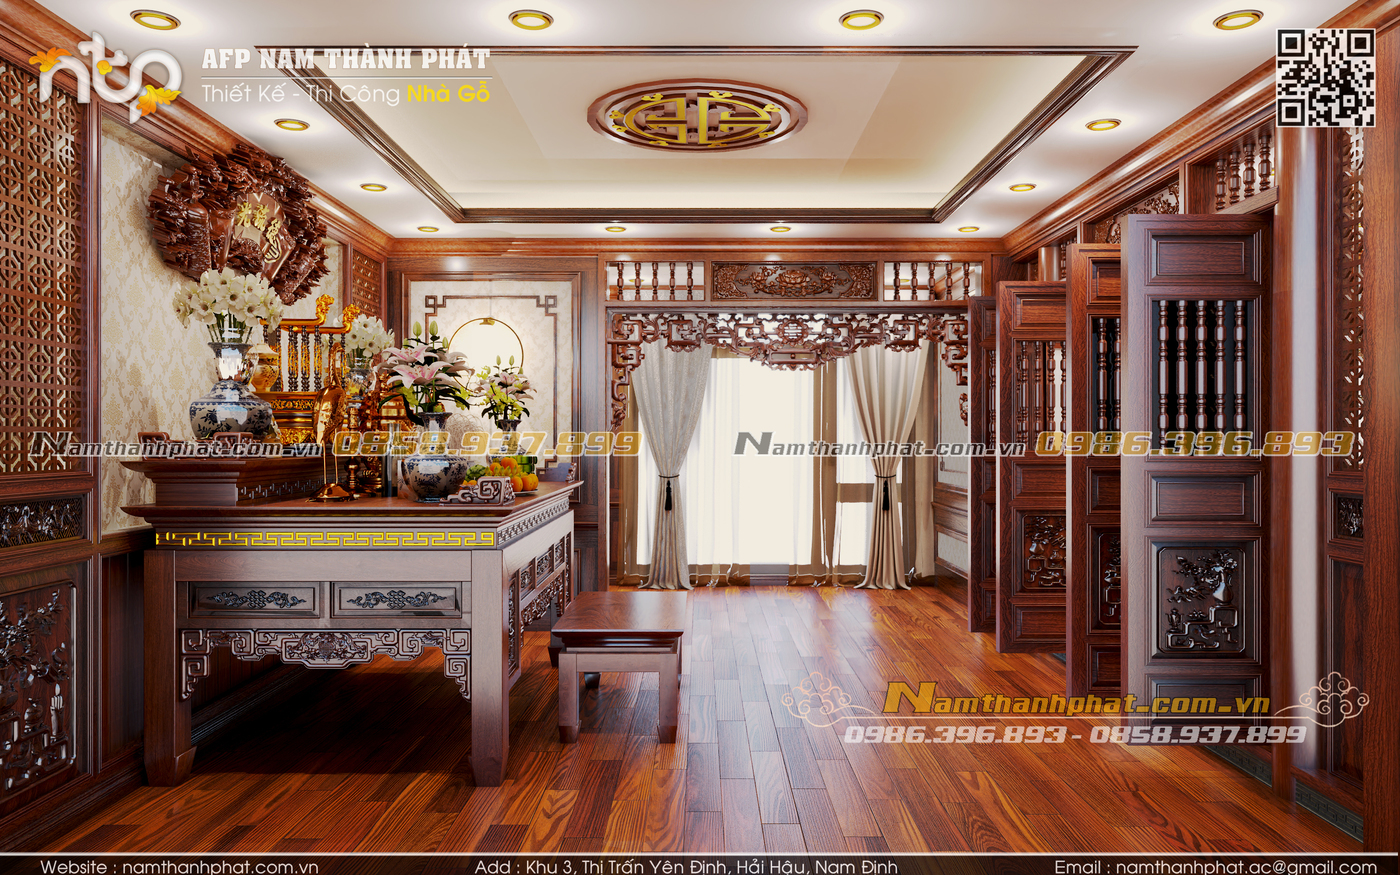 ntp
AFP NAM THÀNH PHÁT
Thiết Kế - Thi Công Nhà Gỗ
Namthanhphat.com.vn 0858.937.899
Namthanhphat.com.vn 0986.396.893
Namthanhphat.com.vn
0986.396.893 - 0858.937.899
Website : namthanhphat.com.vn
Add : Khu 3, Thị Trấn Yên Định, Hải Hậu, Nam Định
Email : namthanhphat.ac@gmail.com